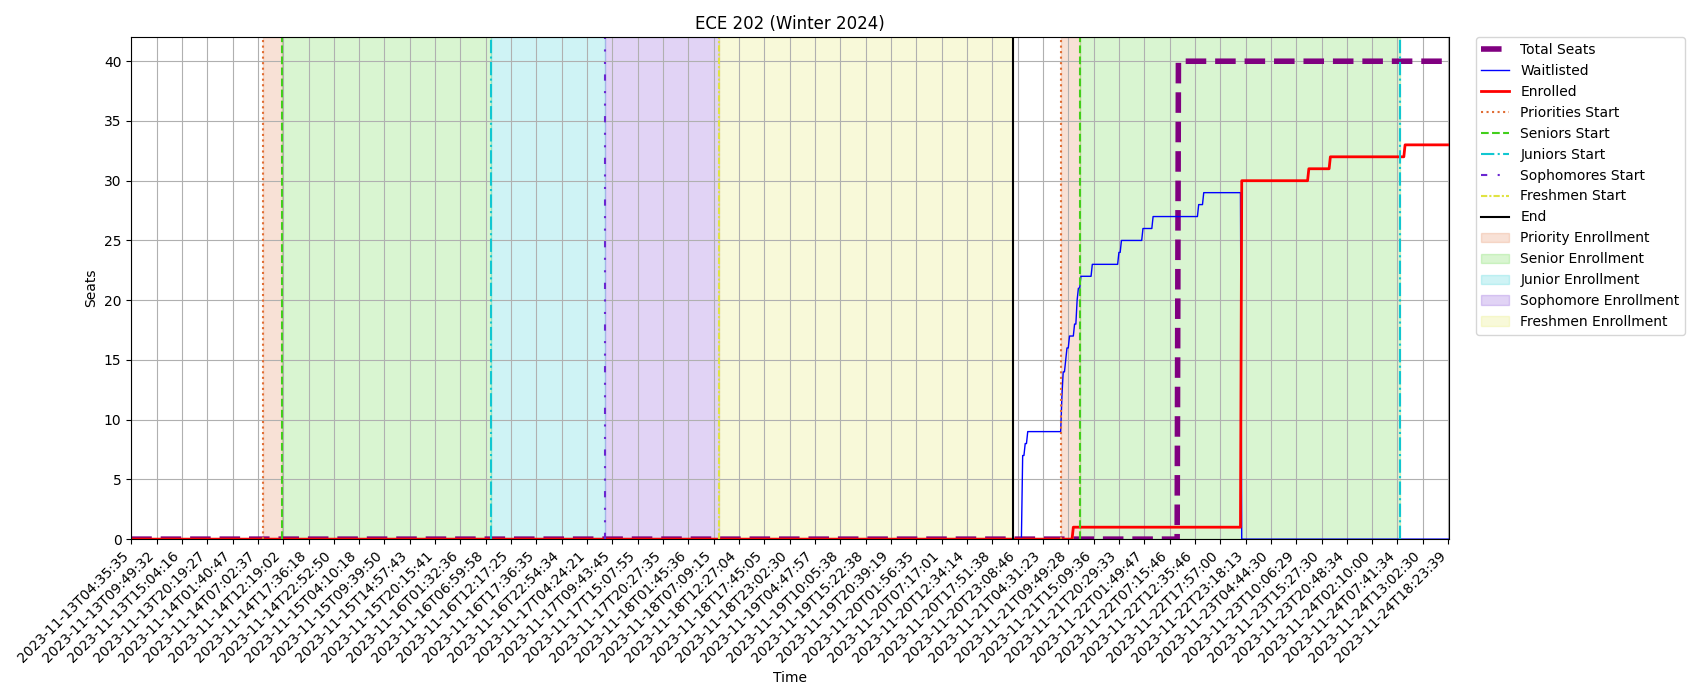 ECE 202 (Winter 2024)
Seats
40
35
30
25
20
15
10
5
0
2023-11-13T04:35:35
2023-11-13T09:49:32
2023-11-13T15:04:16
2023-11-13T20:19:27
2023-11-14T01:40:47
2023-11-14T07:02:37
2023-11-14T12:19:02
2023-11-14T17:36:18
2023-11-14T22:52:50
2023-11-15T04:10:18
2023-11-15T09:39:50
2023-11-15T14:57:43
2023-11-15T20:15:41
2023-11-16T01:32:36
2023-11-16T06:59:58
2023-11-16T12:17:25
2023-11-16T17:36:35
2023-11-16T22:54:34
2023-11-17T04:24:21
2023-11-17T09:43:45
2023-11-17T15:07:55
2023-11-17T20:27:35
2023-11-18T01:45:36
2023-11-18T07:09:15
2023-11-18T12:27:04
2023-11-18T17:45:05
2023-11-18T23:02:30
2023-11-19T04:47:57
2023-11-19T10:05:38
2023-11-19T15:22:38
2023-11-19T20:39:19
2023-11-20T01:56:35
2023-11-20T07:17:01
2023-11-20T12:34:14
2023-11-20T17:51:38
2023-11-20T23:08:46
2023-11-21T04:31:23
2023-11-21T09:49:28
2023-11-21T15:09:36
2023-11-21T20:29:33
2023-11-22T01:49:47
2023-11-22T07:15:46
2023-11-22T12:35:46
2023-11-22T17:57:00
2023-11-22T23:18:13
2023-11-23T04:44:30
2023-11-23T10:06:29
2023-11-23T15:27:30
2023-11-23T20:48:34
2023-11-24T02:10:00
2023-11-24T07:41:34
2023-11-24T13:02:30
2023-11-24T18:23:39
Time
Total Seats
Waitlisted
Enrolled
Priorities Start
Seniors Start
Juniors Start
Sophomores Start
Freshmen Start
End
Priority Enrollment
Senior Enrollment
Junior Enrollment
Sophomore Enrollment
Freshmen Enrollment